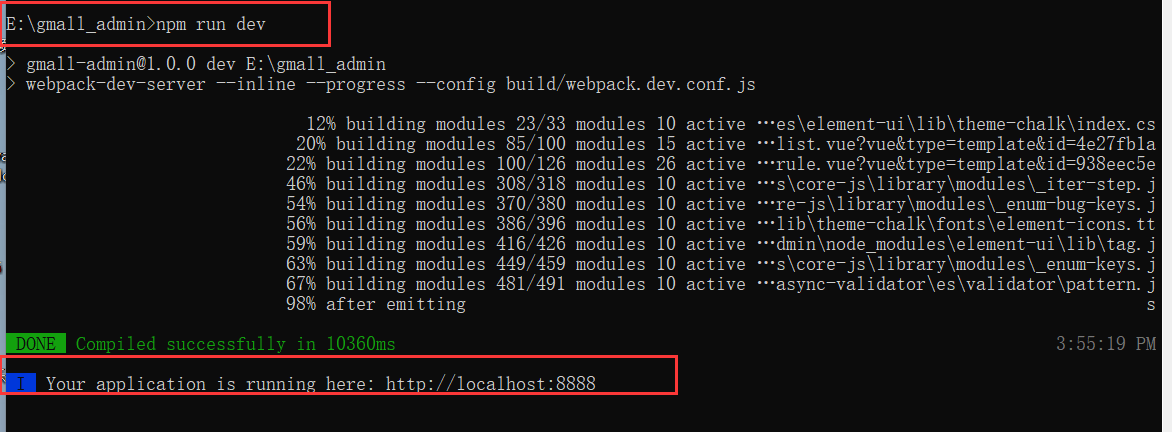 E:\gmall_admin>npm run dev
> gmall-admin@1.0.0 dev E:\gmall_admin
> webpack-dev-server --inline --progress --config build/webpack.dev.conf.js
12% building modules 23/33 modules 10 active …es\element-ui\lib\theme-chalk\index.cs
20% building modules 85/100 modules 15 active …list.vue?vue&type=template&id=4e27fb1a
22% building modules 100/126 modules 26 active …rule.vue?vue&type=template&id=938eec5e
46% building modules 308/318 modules 10 active …s\core-js\library\modules\_iter-step.j
54% building modules 370/380 modules 10 active …re-js\library\modules\_enum-bug-keys.j
56% building modules 386/396 modules 10 active …lib\theme-chalk\fonts\element-icons.tt
59% building modules 416/426 modules 10 active …dmin\node_modules\element-ui\lib\tag.j
63% building modules 449/459 modules 10 active …s\core-js\library\modules\_enum-keys.j
67% building modules 481/491 modules 10 active …async-validator\es\validator\pattern.j
98% after emitting s
DONE Compiled successfully in 10360ms 3:55:19 PM
I Your application is running here: http://localhost:8888